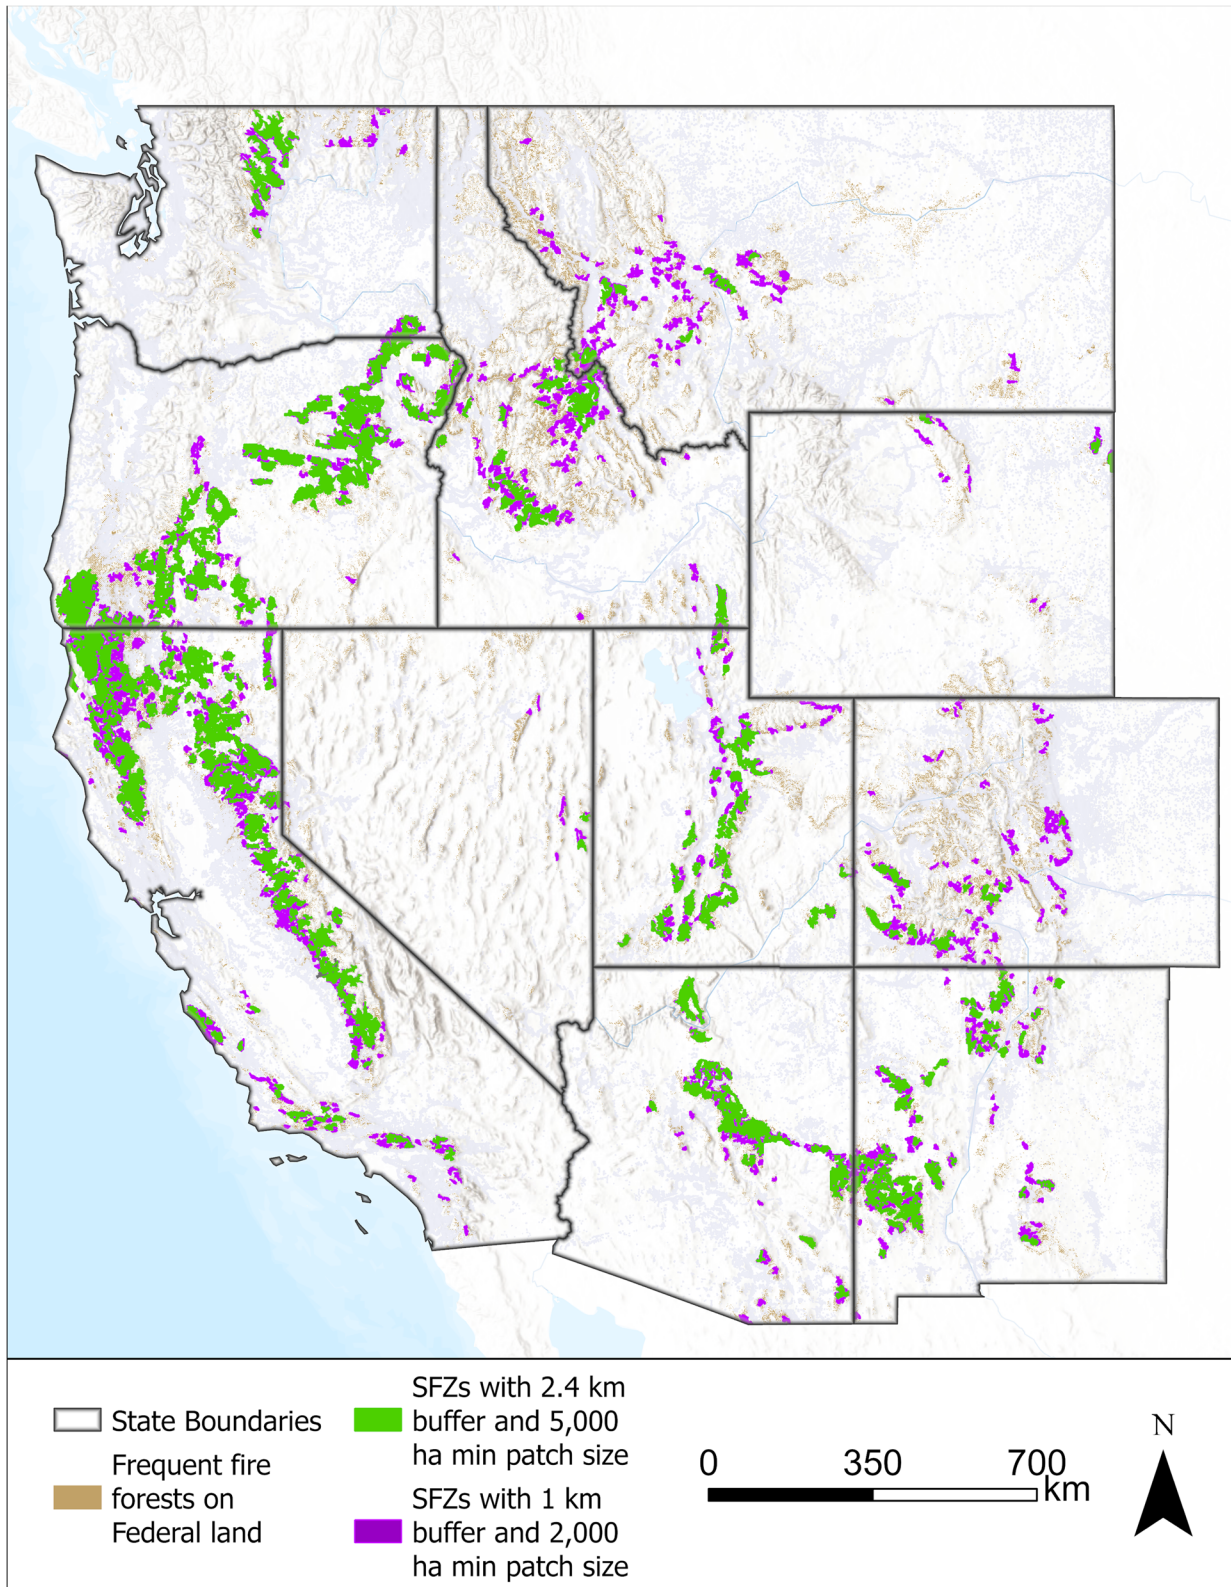 State Boundaries
Frequent fire
forests on
Federal land
SFZs with 2.4 km
buffer and 5,000
ha min patch size
SFZs with 1 km
buffer and 2,000
ha min patch size
0 350 700
km
N